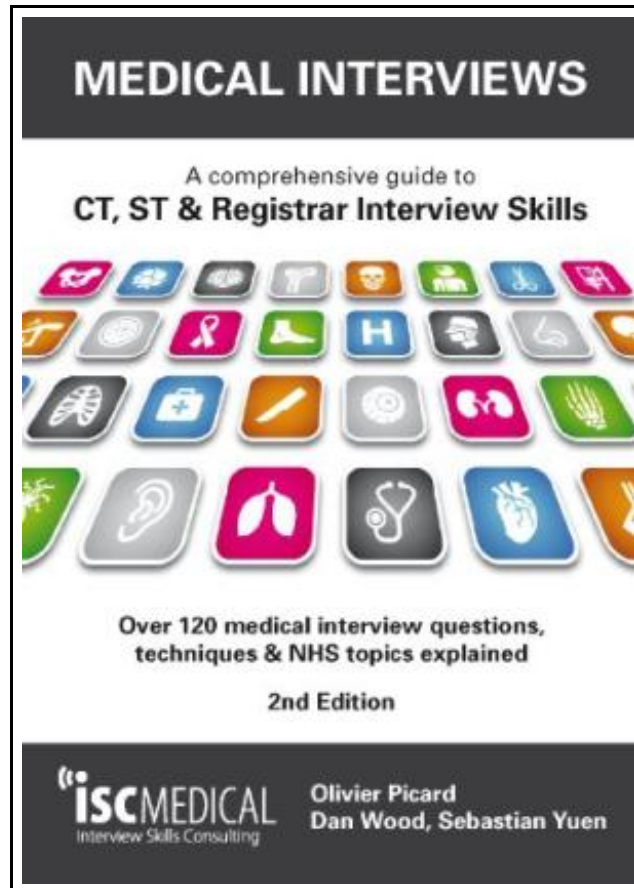 MEDICAL INTERVIEWS
A comprehensive guide to
CT, ST & Registrar Interview Skills
H
Over 120 medical interview questions,
techniques & NHS topics explained
2nd Edition
iscMEDICAL
Interview Skills Consulting
Olivier Picard
Dan Wood, Sebastian Yuen